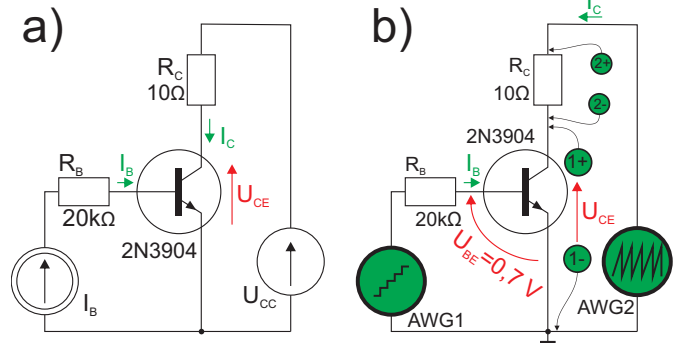 a)
R_C
10Ω
I_C
I_B
R_B
20kΩ
U_CE
2N3904
I_B
U_CC
b)
I_C
R_C
10Ω
2+
2-
2N3904
1+
I_B
R_B
20kΩ
U_CE
U_BE=0,7V
1-
AWG1
AWG2